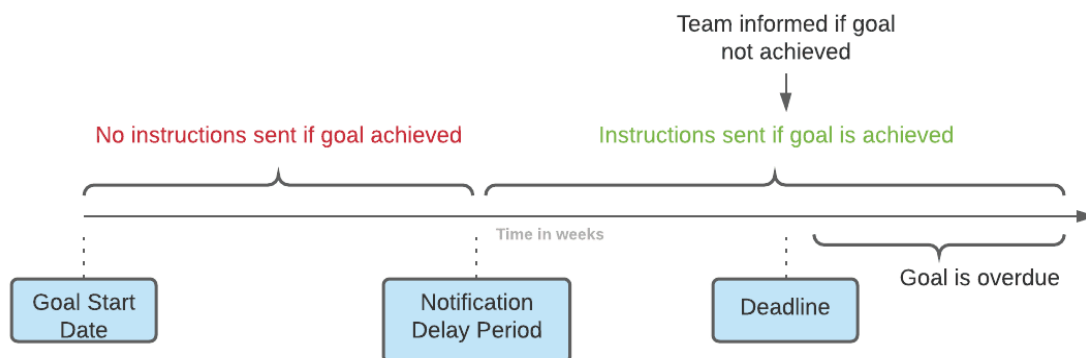 Team informed if goal
not achieved
No instructions sent if goal achieved
Instructions sent if goal is achieved
Time in weeks
Goal is overdue
Goal Start
Date
Notification
Delay Period
Deadline